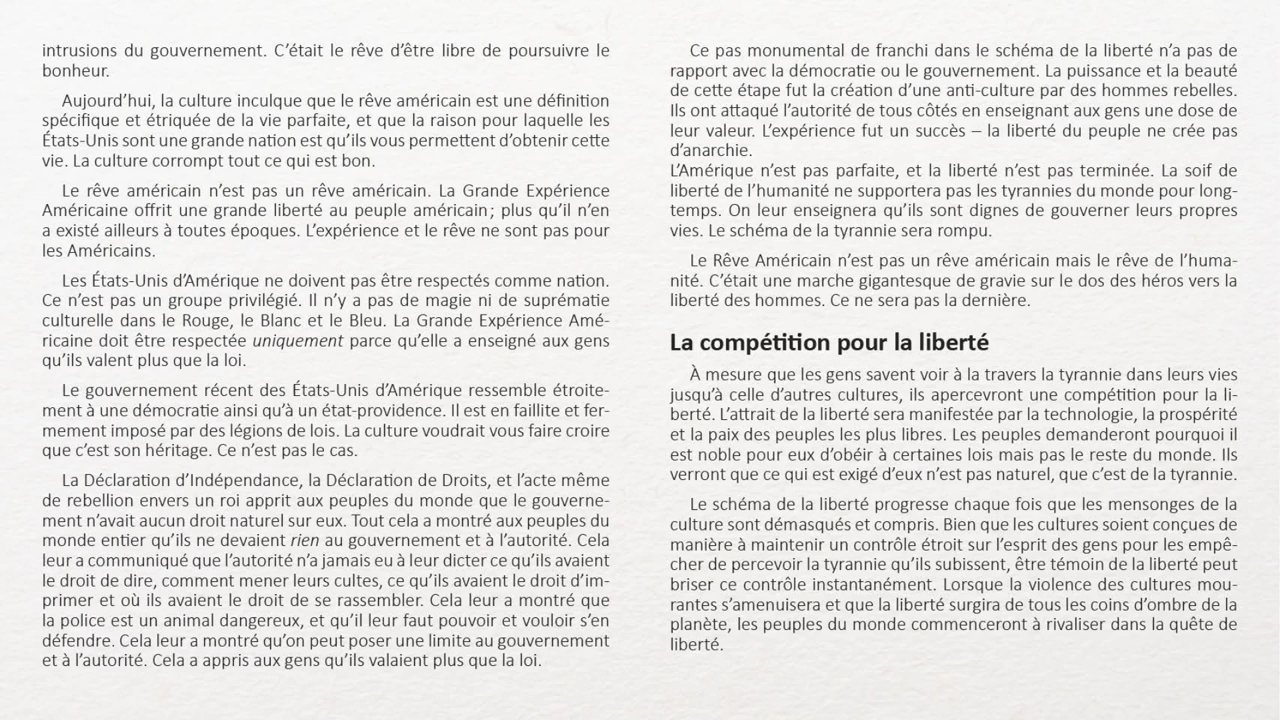 intrusions du gouvernement. C’était le rêve d’être libre de poursuivre le
bonheur.
Aujourd’hui, la culture inculque que le rêve américain est une définition
spécifique et étriquée de la vie parfaite, et que la raison pour laquelle les
États-Unis sont une grande nation est qu’ils vous permettent d’obtenir cette
vie. La culture corrompt tout ce qui est bon.
Le rêve américain n’est pas un rêve américain. La Grande Expérience
Américaine offrit une grande liberté au peuple américain ; plus qu’il n’en
a existé ailleurs à toutes époques. L’expérience et le rêve ne sont pas pour
les Américains.
Les États-Unis d’Amérique ne doivent pas être respectés comme nation.
Ce n’est pas un groupe privilégié. Il n’y a pas de magie ni de suprématie
culturelle dans le Rouge, le Blanc et le Bleu. La Grande Expérience Amé-
ricaine doit être respectée uniquement parce qu’elle a enseigné aux gens
qu’ils valent plus que la loi.
Le gouvernement récent des États-Unis d’Amérique ressemble étroite-
ment à une démocratie ainsi qu’à un état-providence. Il est en faillite et fer-
mement imposé par des légions de lois. La culture voudrait vous faire croire
que c’est son héritage. Ce n’est pas le cas.
La Déclaration d’Indépendance, la Déclaration de Droits, et l’acte même
de rebellion envers un roi apprit aux peuples du monde que le gouverne-
ment n’avait aucun droit naturel sur eux. Tout cela a montré aux peuples du
monde entier qu’ils ne devaient rien au gouvernement et à l’autorité. Cela
leur a communiqué que l’autorité n’a jamais eu à leur dicter ce qu’ils avaient
le droit de dire, comment mener leurs cultes, ce qu’ils avaient le droit d’im-
primer et où ils avaient le droit de se rassembler. Cela leur a montré que
la police est un animal dangereux, et qu’il leur faut pouvoir et vouloir s’en
défendre. Cela leur a montré qu’on peut poser une limite au gouvernement
et à l’autorité. Cela a appris aux gens qu’ils valaient plus que la loi.
Ce pas monumental de franchi dans le schéma de la liberté n’a pas de
rapport avec la démocratie ou le gouvernement. La puissance et la beauté
de cette étape fut la création d’une anti-culture par des hommes rebelles.
Ils ont attaqué l’autorité de tous côtés en enseignant aux gens une dose de
leur valeur. L’expérience fut un succès – la liberté du peuple ne crée pas
d’anarchie.
L’Amérique n’est pas parfaite, et la liberté n’est pas terminée. La soif de
liberté de l’humanité ne supportera pas les tyrannies du monde pour long-
temps. On leur enseignera qu’ils sont dignes de gouverner leurs propres
vies. Le schéma de la tyrannie sera rompu.
Le Rêve Américain n’est pas un rêve américain mais le rêve de l’huma-
nité. C’était une marche gigantesque de gravie sur le dos des héros vers la
liberté des hommes. Ce ne sera pas la dernière.
La compétition pour la liberté
À mesure que les gens savent voir à la travers la tyrannie dans leurs vies
jusqu’à celle d’autres cultures, ils apercevront une compétition pour la li-
berté. L’attrait de la liberté sera manifestée par la technologie, la prospérité
et la paix des peuples les plus libres. Les peuples demanderont pourquoi il
est noble pour eux d’obéir à certaines lois mais pas le reste du monde. Ils
verront que ce qui est exigé d’eux n’est pas naturel, que c’est de la tyrannie.
Le schéma de la liberté progresse chaque fois que les mensonges de la
culture sont démasqués et compris. Bien que les cultures soient conçues de
manière à maintenir un contrôle étroit sur l’esprit des gens pour les empê-
cher de percevoir la tyrannie qu’ils subissent, être témoin de la liberté peut
briser ce contrôle instantanément. Lorsque la violence des cultures mou-
rantes s’amenuisera et que la liberté surgira de tous les coins d’ombre de la
planète, les peuples du monde commenceront à rivaliser dans la quête de
liberté.